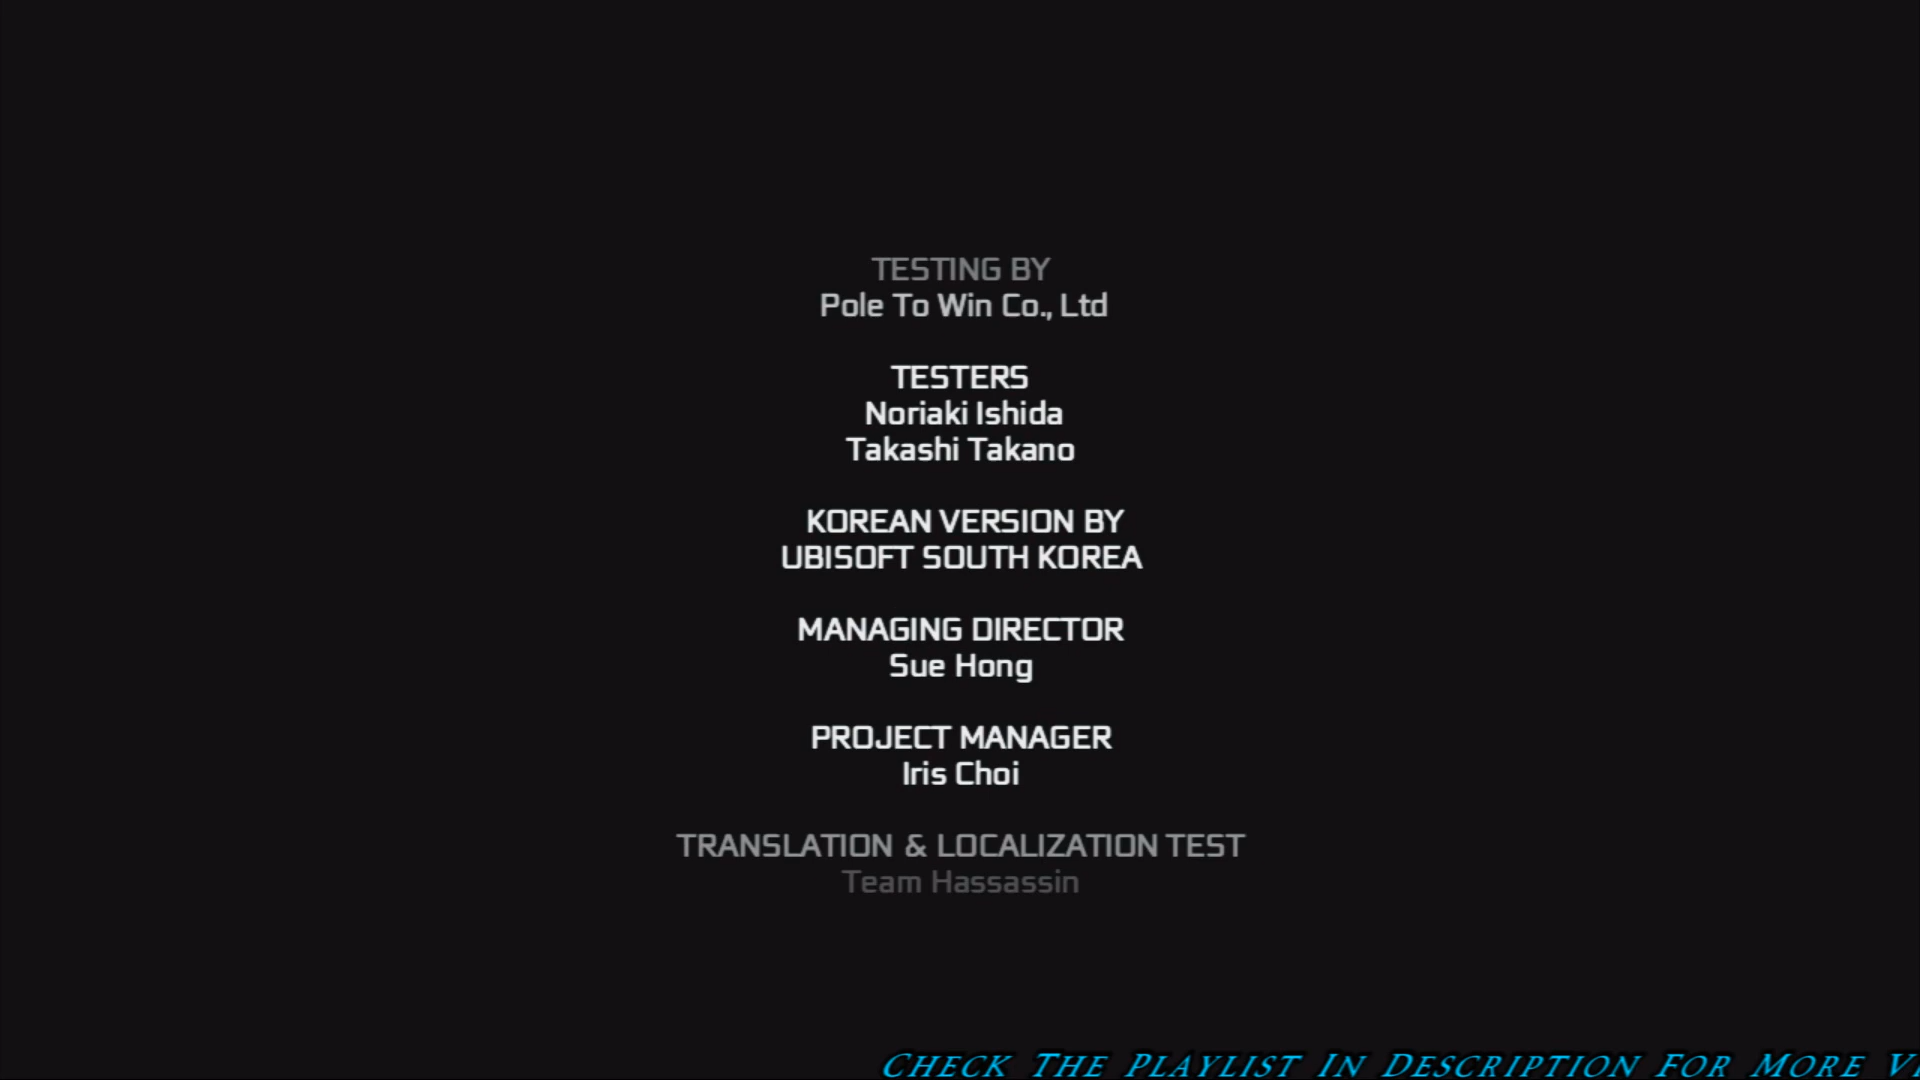 TESTING BY
Pole To Win Co., Ltd
TESTERS
Noriaki Ishida
Takashi Takano
KOREAN VERSION BY
UBISOFT SOUTH KOREA
MANAGING DIRECTOR
Sue Hong
PROJECT MANAGER
Iris Choi
TRANSLATION & LOCALIZATION TEST
Team Hassassin
CHECK THE PLAYLIST IN DESCRIPTION FOR MORE